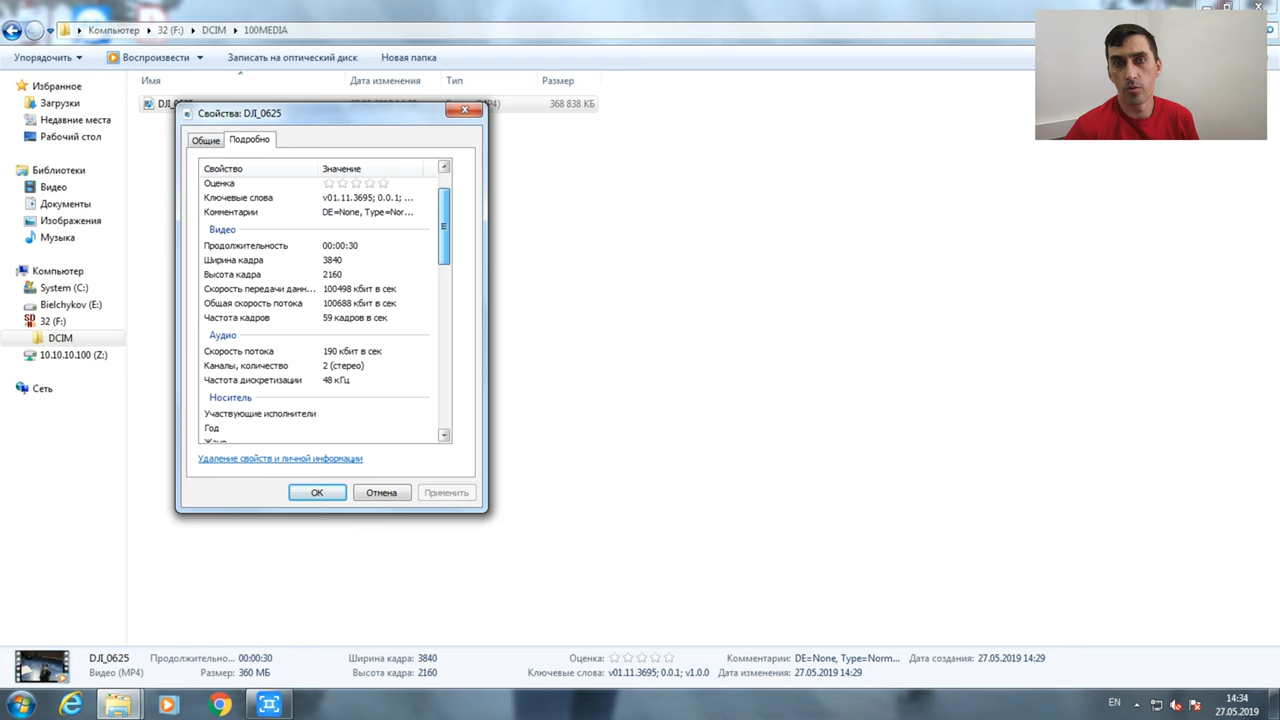 Компьютер
32 (F:)
DCIM
100MEDIA
Упорядочить
Воспроизвести
Записать на оптический диск
Новая папка
Имя
Дата изменения
Тип
Размер
368 838 КБ
Избранное
Загрузки
Недавние места
Рабочий стол
Библиотеки
Видео
Документы
Изображения
Музыка
Компьютер
System (C:)
Bielchykov (E:)
32 (F:)
DCIM
10.10.10.100 (Z:)
Сеть
Свойства: DJI_0625
Общие
Подробно
Свойство Значение
Оценка
Ключевые слова v01.11.3695; 0.0.1; ...
Комментарии DE=None, Type=Nor...
Видео
Продолжительность 00:00:30
Ширина кадра 3840
Высота кадра 2160
Скорость передачи данн... 100498 кбит в сек
Общая скорость потока 100688 кбит в сек
Частота кадров 59 кадров в сек
Аудио
Скорость потока 190 кбит в сек
Каналы, количество 2 (стерео)
Частота дискретизации 48 кГц
Носитель
Участвующие исполнители
Год
Удаление свойств и личной информации
OK
Отмена
Применить
DJI_0625 Продолжительно... 00:00:30 Ширина кадра: 3840 Оценка: Комментарии: DE=None, Type=Norm... Дата создания: 27.05.2019 14:29
Видео (MP4) Размер: 360 МБ Высота кадра: 2160 Ключевые слова: v01.11.3695; 0.0.1; v1.0.0 Дата изменения: 27.05.2019 14:29
EN
14:34
27.05.2019